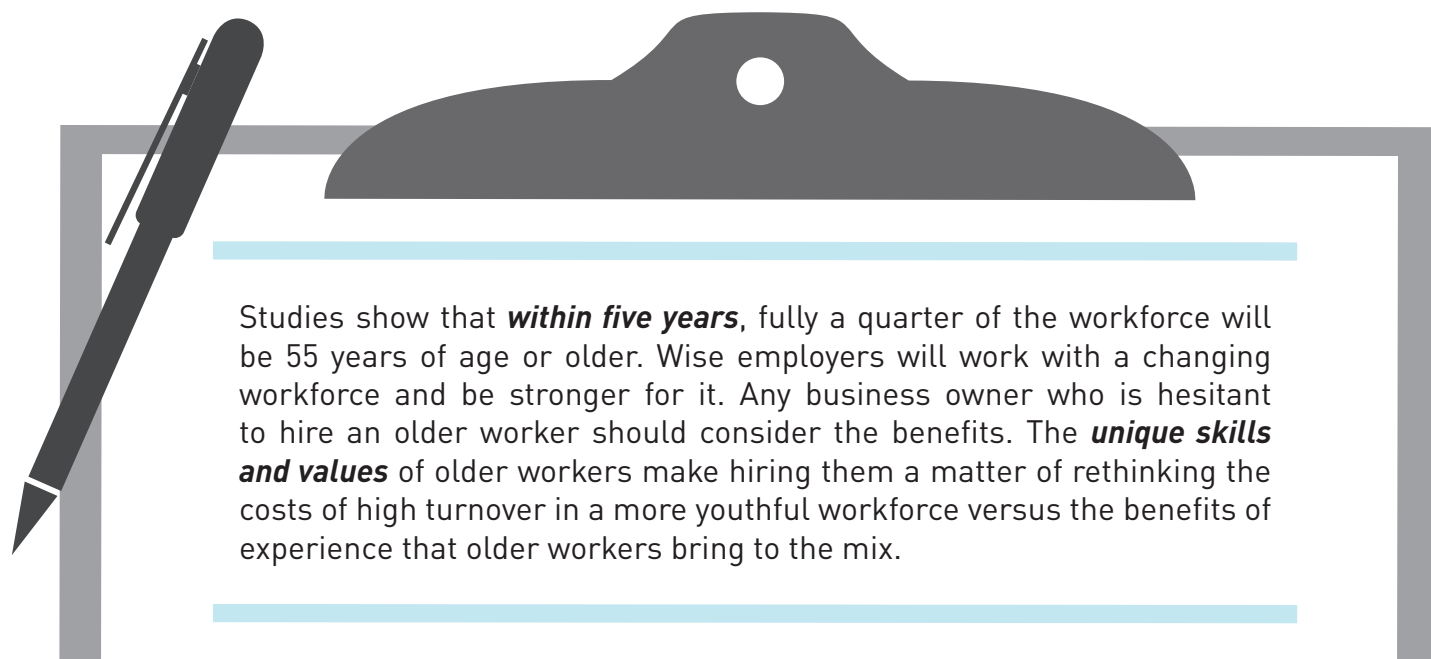 Studies show that within five years, fully a quarter of the workforce will
be 55 years of age or older. Wise employers will work with a changing
workforce and be stronger for it. Any business owner who is hesitant
to hire an older worker should consider the benefits. The unique skills
and values of older workers make hiring them a matter of rethinking the
costs of high turnover in a more youthful workforce versus the benefits of
experience that older workers bring to the mix.